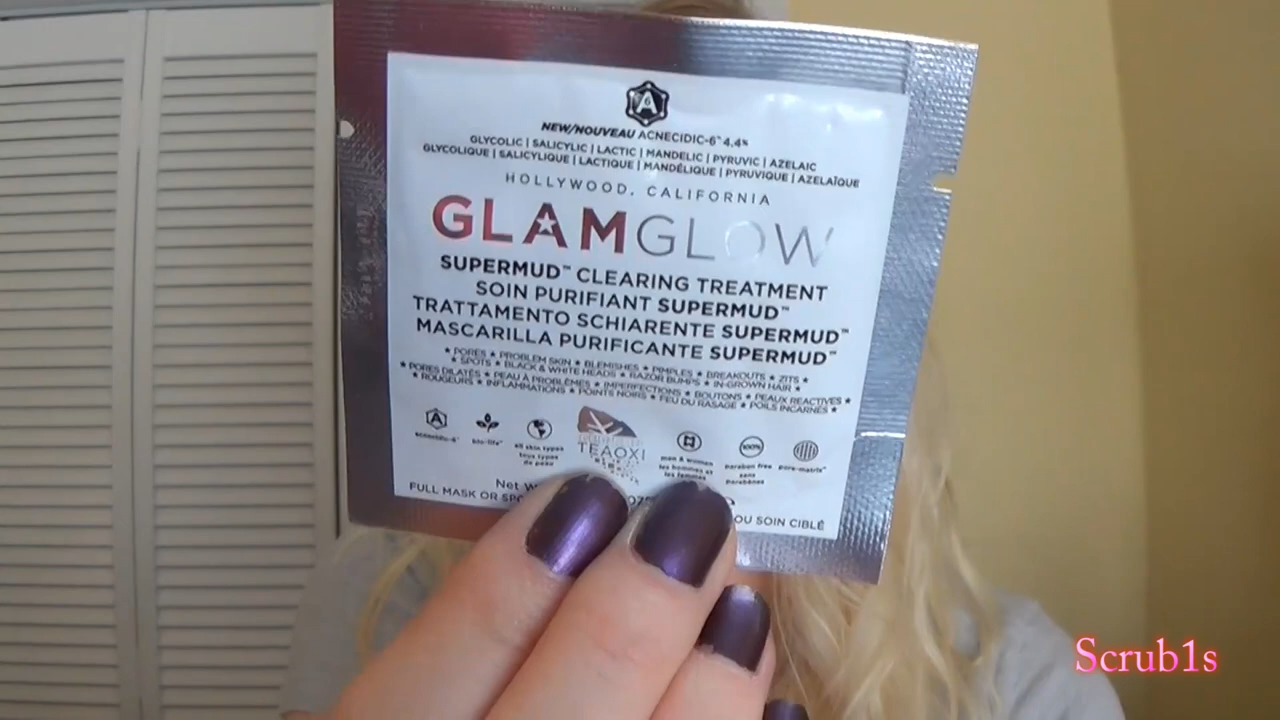 A
NEW/NOUVEAU ACNECIDIC-6™ 4.4%
GLYCOLIC | SALICYLIC | LACTIC | MANDELIC | PYRUVIC | AZELAIC
GLYCOLIQUE | SALICYLIQUE | LACTIQUE | MANDÉLIQUE | PYRUVIQUE | AZELAÏQUE
HOLLYWOOD, CALIFORNIA
GLAMGLOW
SUPERMUD™ CLEARING TREATMENT
SOIN PURIFIANT SUPERMUD™
TRATTAMENTO SCHIARENTE SUPERMUD™
MASCARILLA PURIFICANTE SUPERMUD™
★ PORES ★ PROBLEM SKIN ★ BLEMISHES ★ PIMPLES ★ BREAKOUTS ★ ZITS ★
★ SPOTS ★ BLACK & WHITE HEADS ★ RAZOR BUMPS ★ IN-GROWN HAIR ★
★ PORES DILATÉS ★ PEAU À PROBLÈMES ★ IMPERFECTIONS ★ BOUTONS ★ PEAUX REACTIVES ★
★ ROUGEURS ★ INFLAMMATIONS ★ POINTS NOIRS ★ FEU DU RASAGE ★ POILS INCARNÉS ★
acnecidic-6™
bio-life™
all skin types
tous types
de peau
TEAOXI
men & women
les hommes et
les femmes
100%
paraben free
sans
parabènes
pore-matrix™
Net
FULL MASK OR
OU SOIN CIBLÉ
Scrub1s